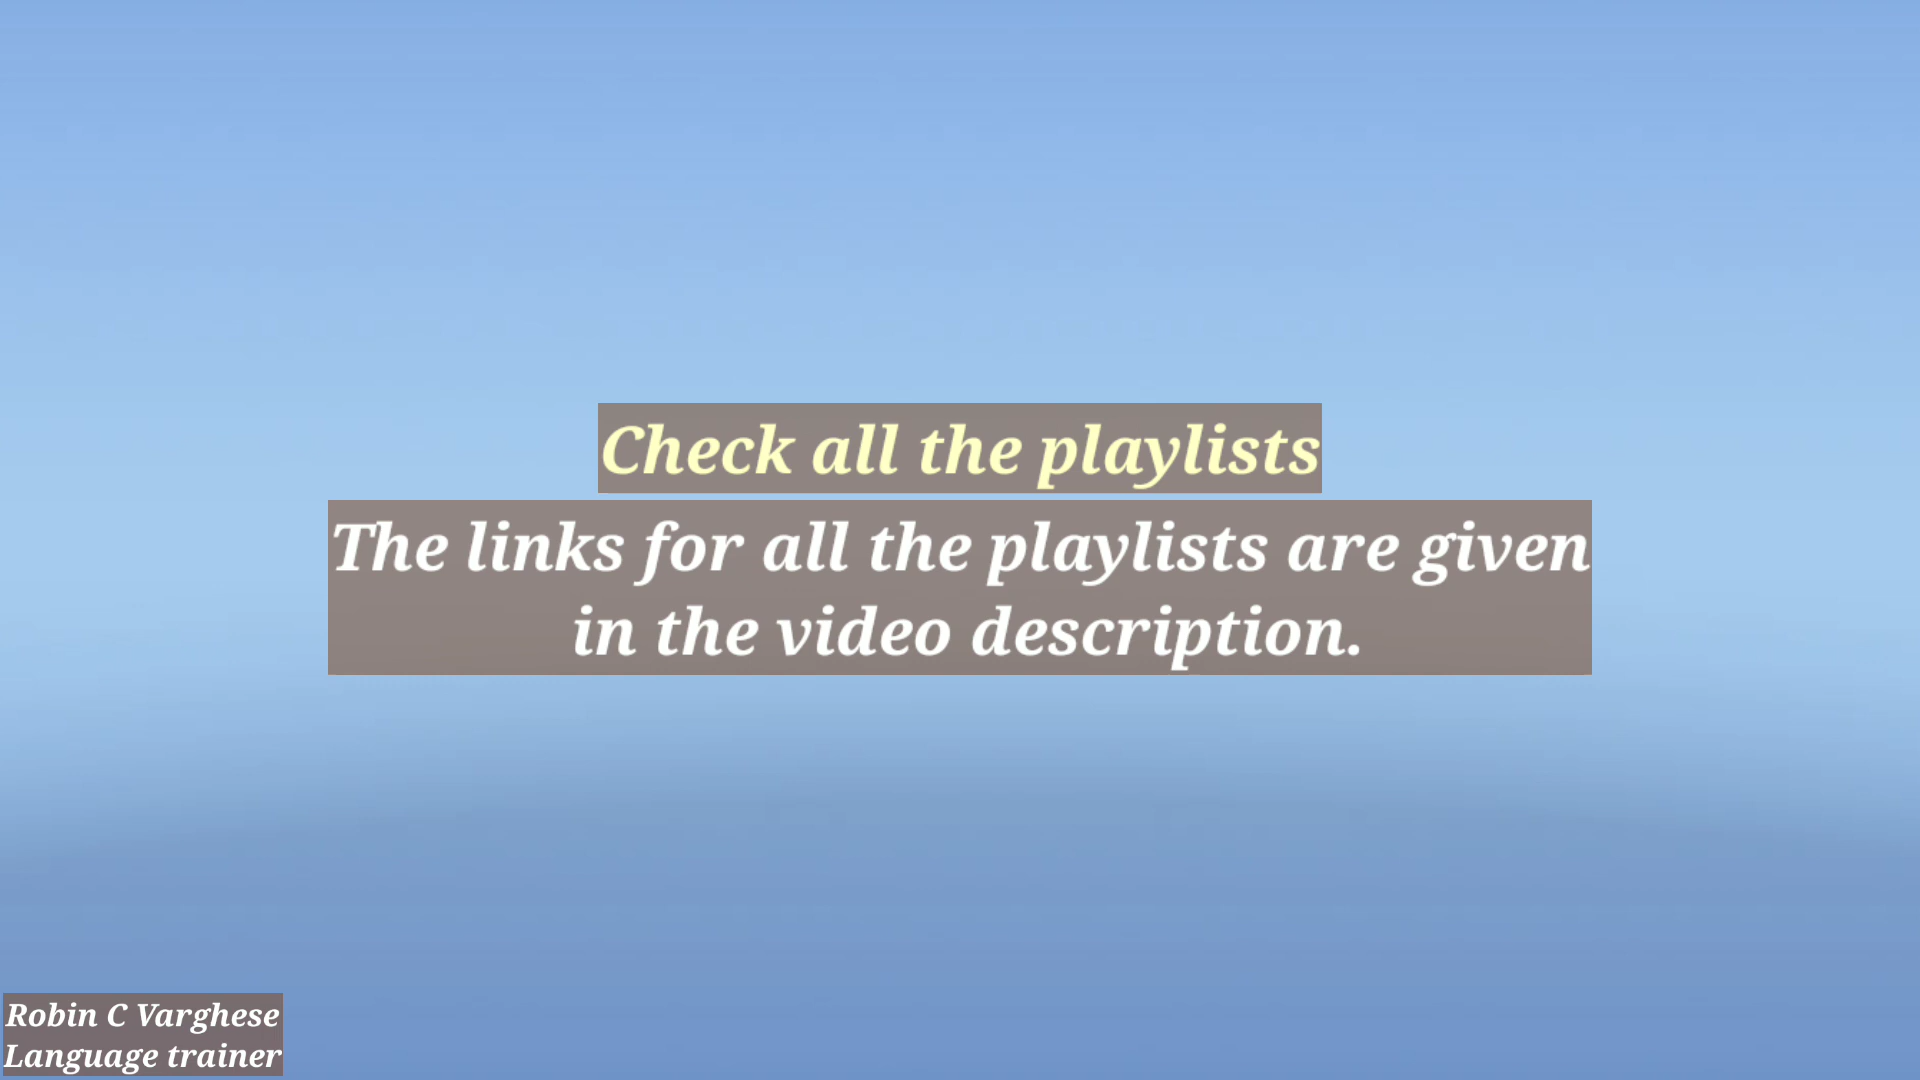 Check all the playlists
The links for all the playlists are given
in the video description.
Robin C Varghese
Language trainer